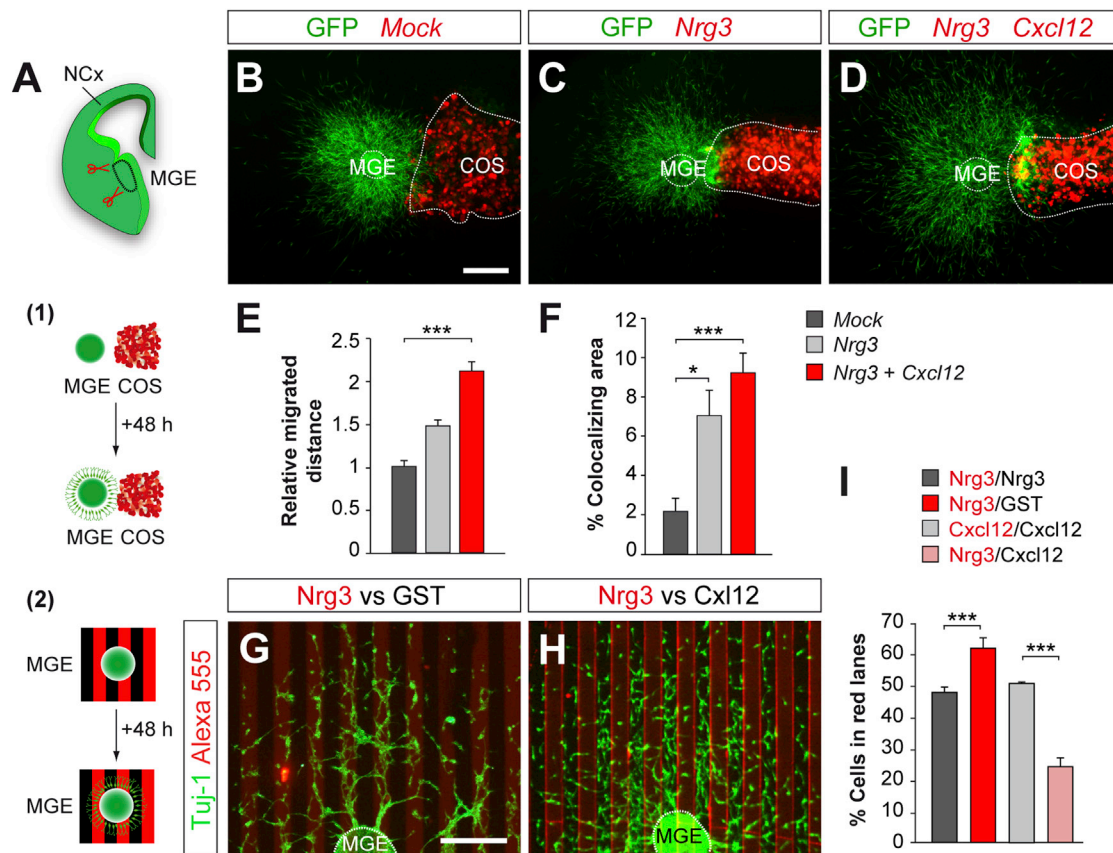 GFP Mock
GFP Nrg3
GFP Nrg3 Cxcl12
A
NCx
MGE
B
MGE
COS
C
MGE
COS
D
MGE
COS
(1)
MGE COS
+48 h
MGE COS
E
Relative migrated
distance
2.5
2
1.5
1
0.5
0
***
F
% Colocalizing area
12
10
8
6
4
2
0
***
*
Mock
Nrg3
Nrg3 + Cxcl12
(2)
MGE
+48 h
MGE
Tuj-1 Alexa 555
Nrg3 vs GST
G
MGE
Nrg3 vs Cxl12
H
MGE
I
Nrg3/Nrg3
Nrg3/GST
Cxcl12/Cxcl12
Nrg3/Cxcl12
% Cells in red lanes
70
60
50
40
30
20
10
0
***
***